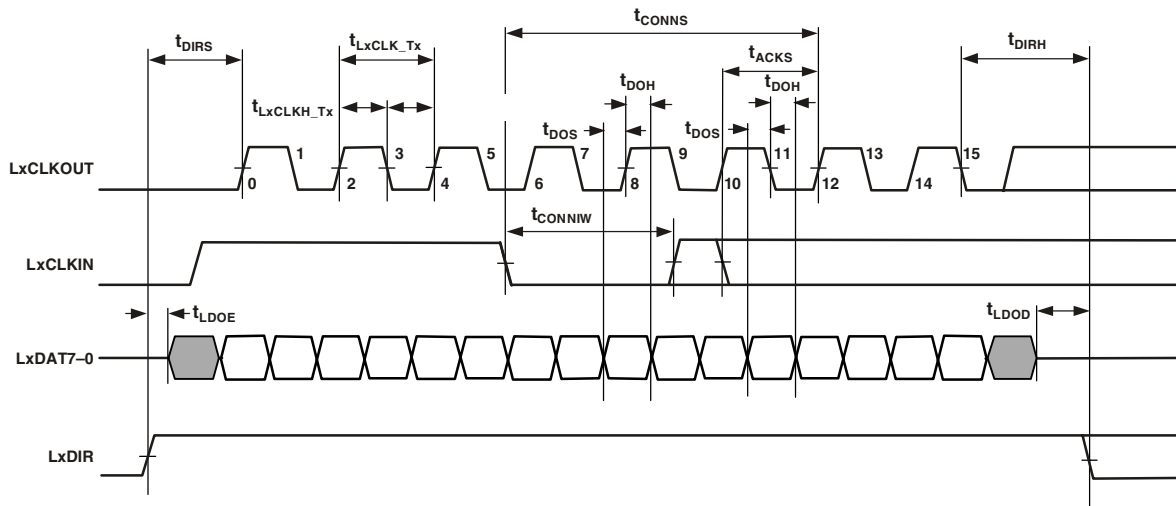 tCONNS
tDIRS
tLxCLK_Tx
tACKS
tDIRH
tDOH
tDOH
tLxCLKH_Tx
tDOS
tDOS
1 3 5 7 9 11 13 15
LxCLKOUT
0 2 4 6 8 10 12 14
tCONNIW
LxCLKIN
tLDOE
tLDOD
LxDAT7–0
LxDIR